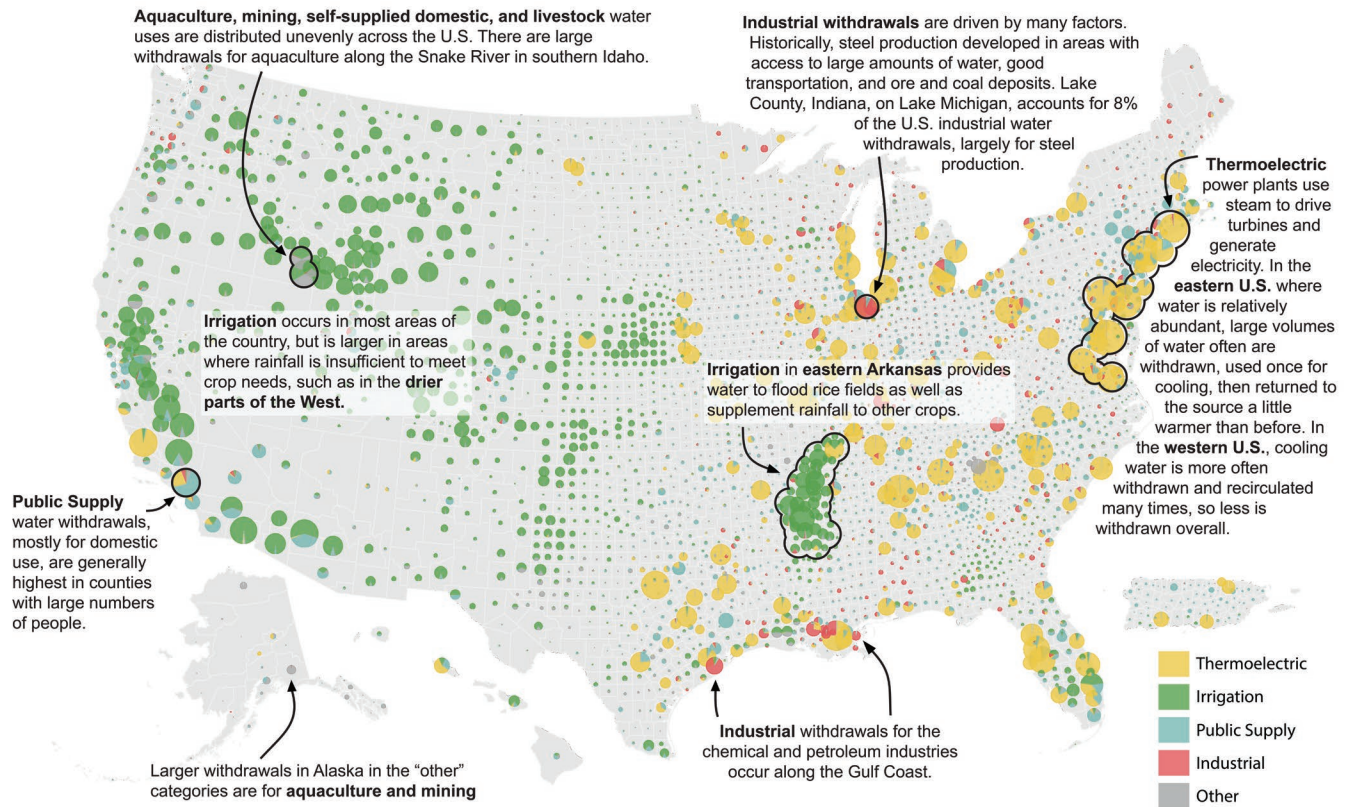 Aquaculture, mining, self-supplied domestic, and livestock water
uses are distributed unevenly across the U.S. There are large
withdrawals for aquaculture along the Snake River in southern Idaho.
Industrial withdrawals are driven by many factors.
Historically, steel production developed in areas with
access to large amounts of water, good
transportation, and ore and coal deposits. Lake
County, Indiana, on Lake Michigan, accounts for 8%
of the U.S. industrial water
withdrawals, largely for steel
production.
Thermoelectric
power plants use
steam to drive
turbines and
generate
electricity. In the
eastern U.S. where
water is relatively
abundant, large volumes
of water often are
withdrawn, used once for
cooling, then returned to
the source a little
warmer than before. In
the western U.S., cooling
water is more often
withdrawn and recirculated
many times, so less is
withdrawn overall.
Irrigation occurs in most areas of
the country, but is larger in areas
where rainfall is insufficient to meet
crop needs, such as in the drier
parts of the West.
Irrigation in eastern Arkansas provides
water to flood rice fields as well as
supplement rainfall to other crops.
Public Supply
water withdrawals,
mostly for domestic
use, are generally
highest in counties
with large numbers
of people.
Larger withdrawals in Alaska in the “other”
categories are for aquaculture and mining
Industrial withdrawals for the
chemical and petroleum industries
occur along the Gulf Coast.
Thermoelectric
Irrigation
Public Supply
Industrial
Other